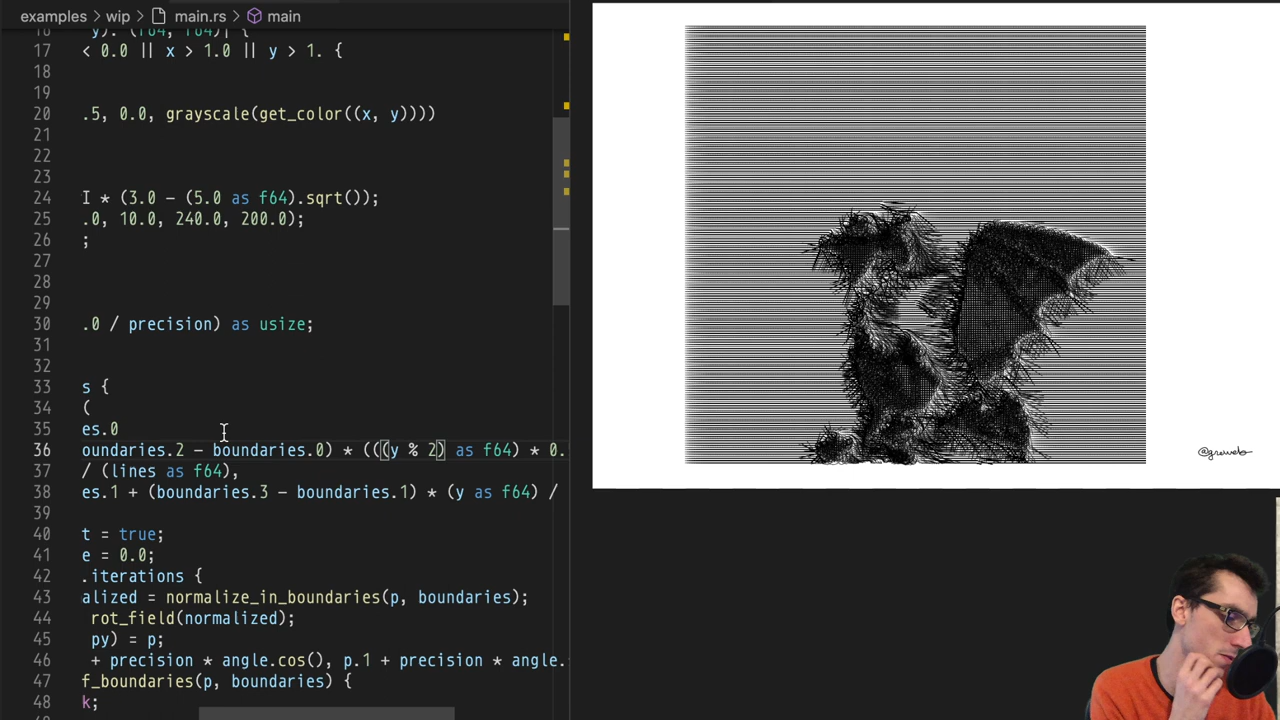 examples › wip › main.rs › main
16 y): (f64, f64)| {
17 < 0.0 || x > 1.0 || y > 1. {
18
19
20 .5, 0.0, grayscale(get_color((x, y))))
21
22
23
24 I * (3.0 - (5.0 as f64).sqrt());
25 .0, 10.0, 240.0, 200.0);
26 ;
27
28
29
30 .0 / precision) as usize;
31
32
33 s {
34 (
35 es.0
36 oundaries.2 - boundaries.0) * (((y % 2) as f64) * 0.
37 / (lines as f64),
38 es.1 + (boundaries.3 - boundaries.1) * (y as f64) /
39
40 t = true;
41 e = 0.0;
42 .iterations {
43 alized = normalize_in_boundaries(p, boundaries);
44 rot_field(normalized);
45 py) = p;
46 + precision * angle.cos(), p.1 + precision * angle.
47 f_boundaries(p, boundaries) {
48 k;
@greweb